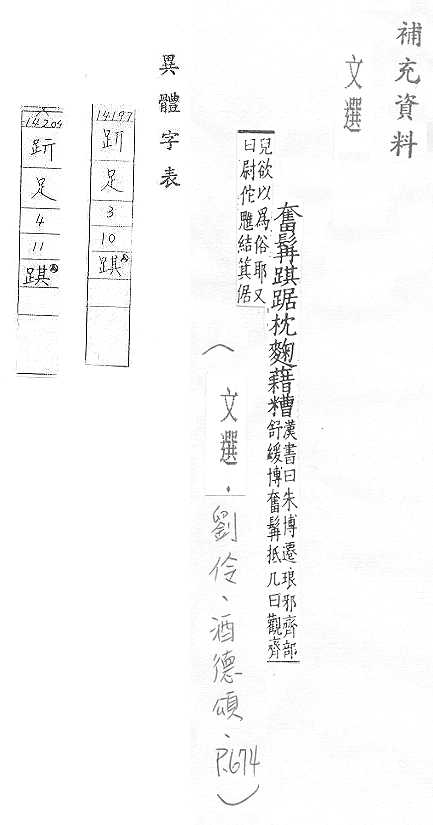 補充資料
文選
奮髯踑踞枕麴藉糟
漢書曰朱博遷琅邪齊部
舒緩博奮髯抵几曰觀齊
兒欲以爲俗耶又
曰尉佗魋結箕倨
(文選.劉伶、酒德頌、P.674)
異體字表
14197
足
3
10
踑
14204
足
4
11
踑